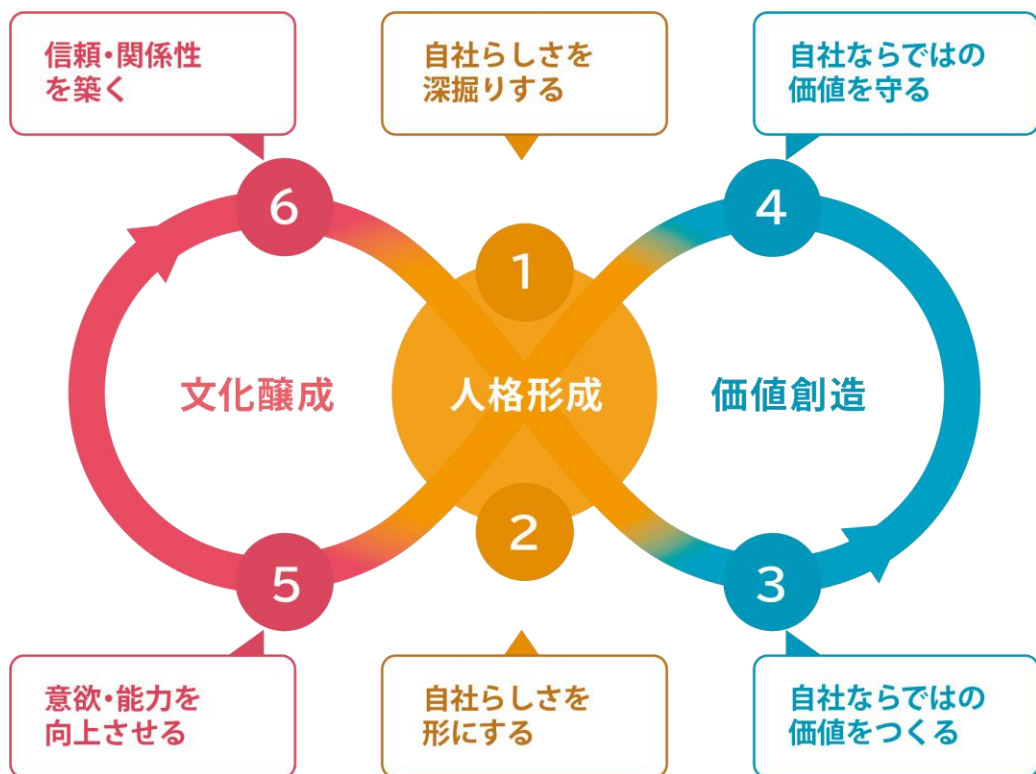 信頼・関係性
を築く
自社らしさを
深掘りする
自社ならではの
価値を守る
6
1
4
文化醸成
人格形成
価値創造
5
2
3
意欲・能力を
向上させる
自社らしさを
形にする
自社ならではの
価値をつくる